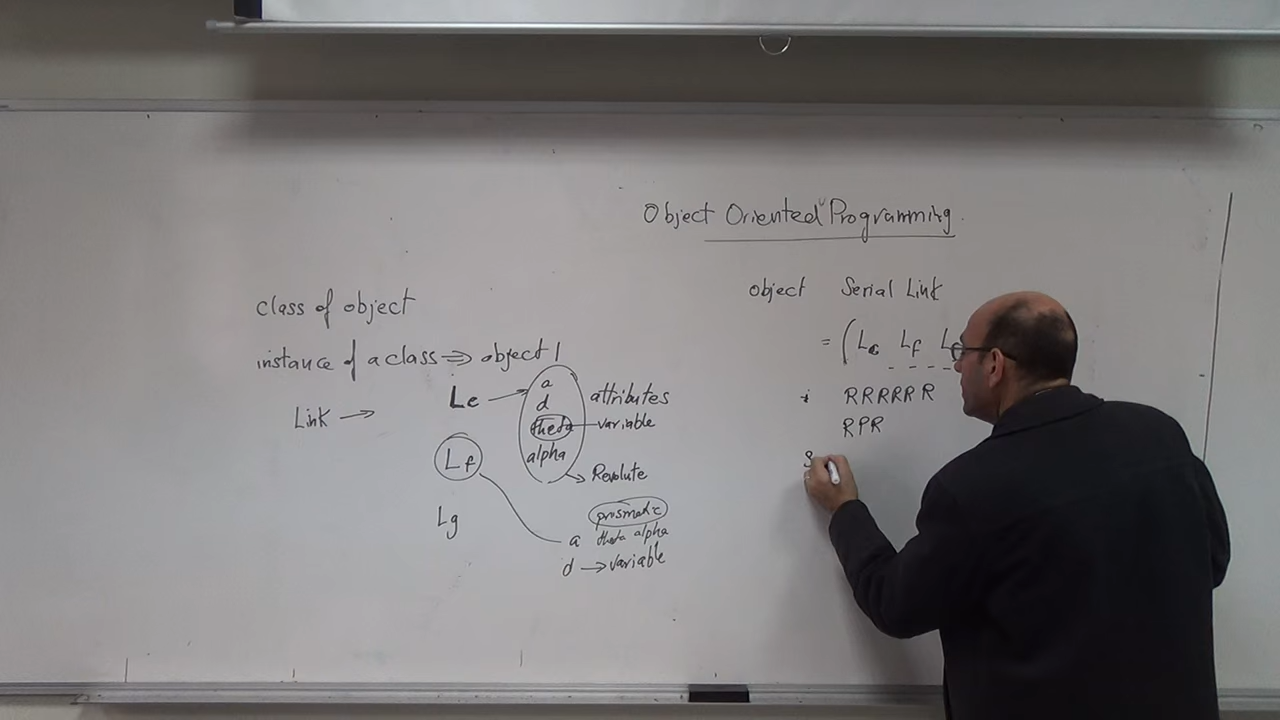 Object Oriented Programming
class of object
instance of a class ⇒ object 1
Link →
Le →
a
d
theta
alpha
attributes
variable
→ Revolute
Lf
Lg
prosmatic
a theta alpha
d → variable
object Serial Link
= ( Le Lf
RRRRRR
RPR